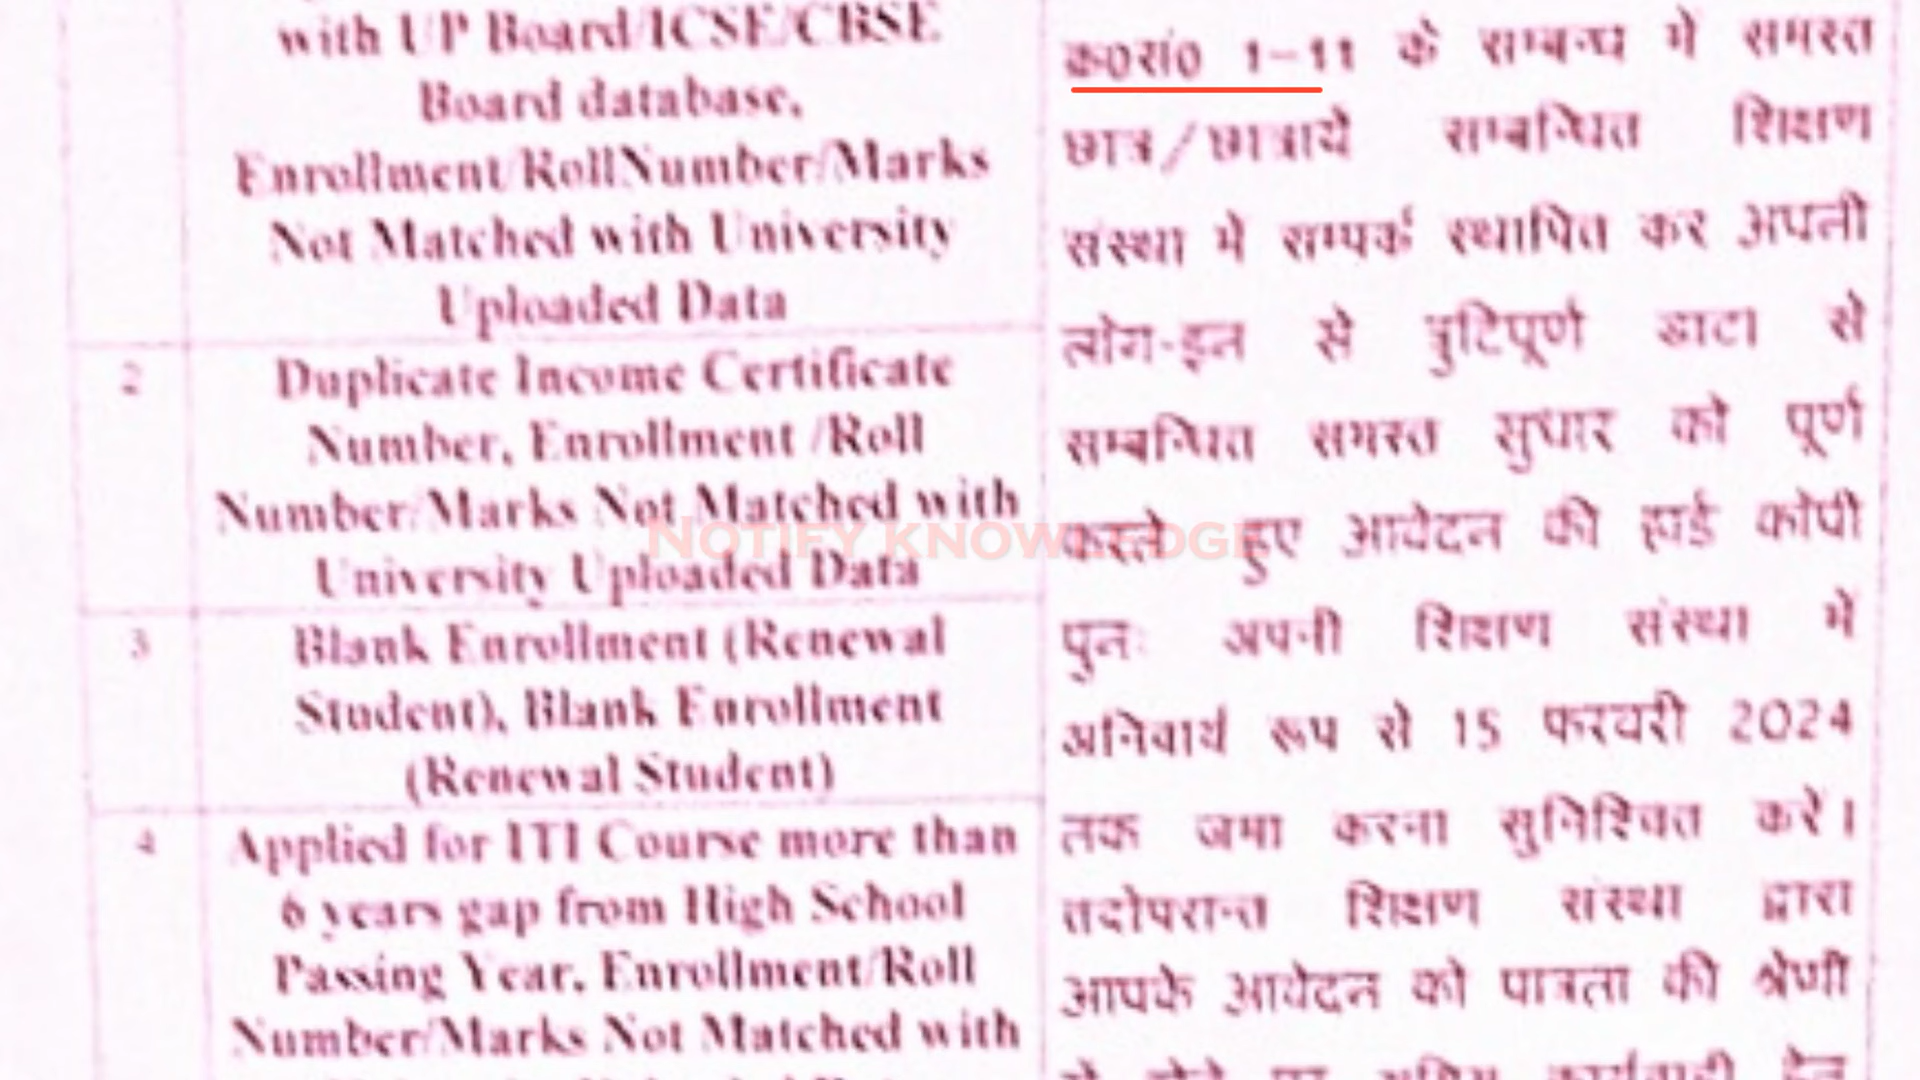 with UP Board/ICSE/CBSE
Board database,
Enrollment/RollNumber/Marks
Not Matched with University
Uploaded Data
2
Duplicate Income Certificate
Number, Enrollment /Roll
Number/Marks Not Matched with
University Uploaded Data
3
Blank Enrollment (Renewal
Student), Blank Enrollment
(Renewal Student)
4
Applied for ITI Course more than
6 years gap from High School
Passing Year, Enrollment/Roll
Number/Marks Not Matched with
क0सं0 1-11 के सम्बन्ध में समस्त
छात्र/छात्रायें सम्बन्धित शिक्षण
संस्था में सम्पर्क स्थापित कर अपनी
लोग-इन से त्रुटिपूर्ण डाटा से
सम्बन्धित समस्त सुधार को पूर्ण
करते हुए आवेदन की हार्ड कोपी
पुनः अपनी शिक्षण संस्था में
अनिवार्य रूप से 15 फरवरी 2024
तक जमा करना सुनिश्चित करें।
तदोपरान्त शिक्षण संस्था द्वारा
आपके आवेदन को पात्रता की श्रेणी
NOTIFY KNOWLEDGE